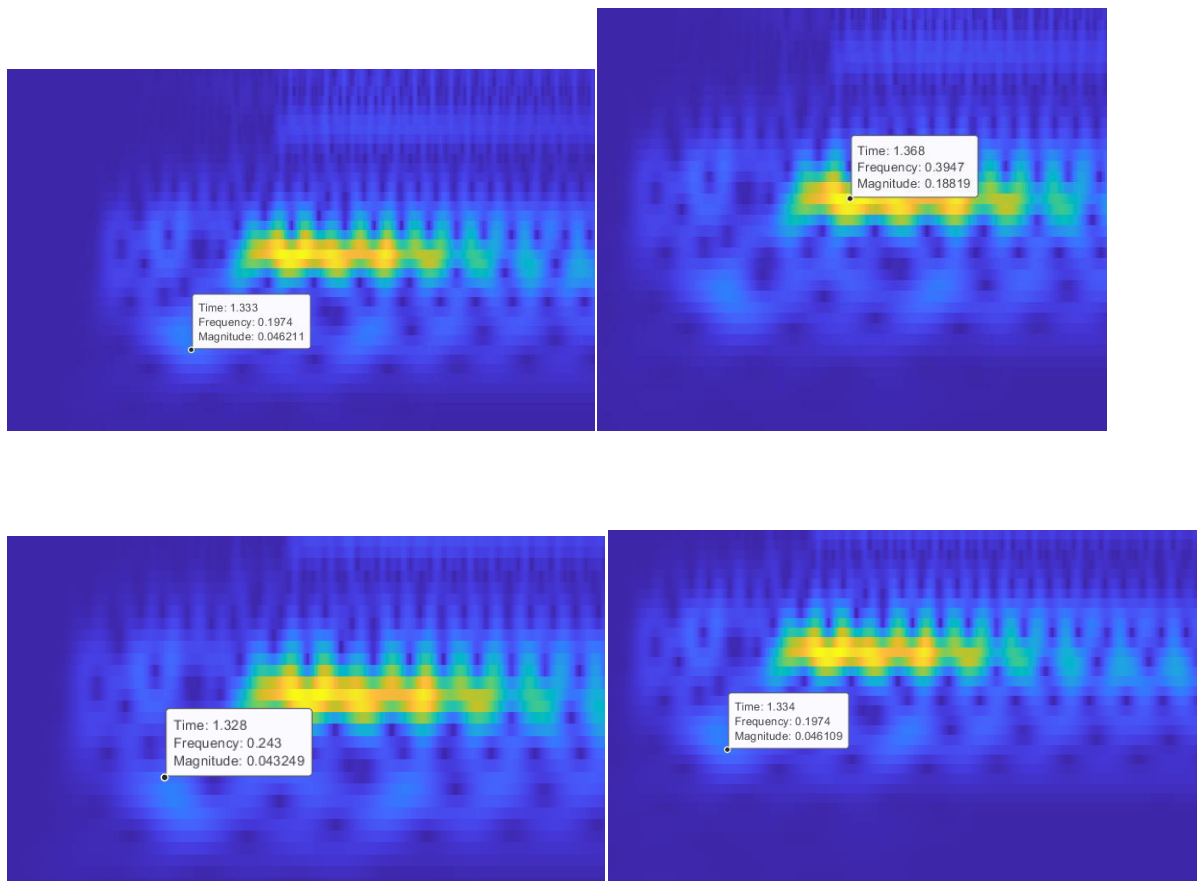 Time: 1.333
Frequency: 0.1974
Magnitude: 0.046211
Time: 1.368
Frequency: 0.3947
Magnitude: 0.18819
Time: 1.328
Frequency: 0.243
Magnitude: 0.043249
Time: 1.334
Frequency: 0.1974
Magnitude: 0.046109